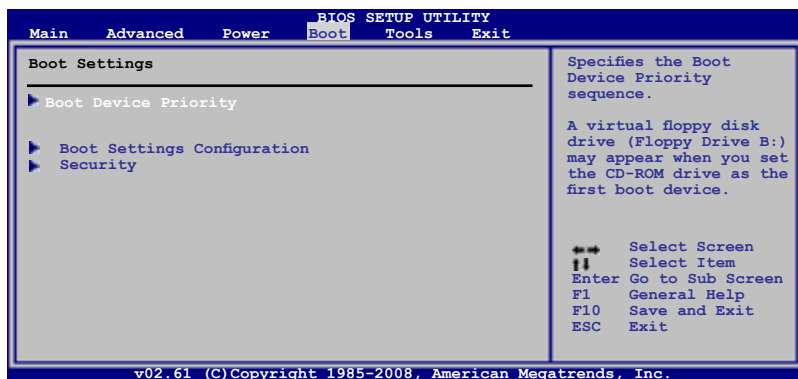 BIOS SETUP UTILITY
Main Advanced Power Boot Tools Exit
Boot Settings
Boot Device Priority
Boot Settings Configuration
Security
Specifies the Boot
Device Priority
sequence.
A virtual floppy disk
drive (Floppy Drive B:)
may appear when you set
the CD-ROM drive as the
first boot device.
Select Screen
Select Item
Enter Go to Sub Screen
F1 General Help
F10 Save and Exit
ESC Exit
v02.61 (C)Copyright 1985-2008, American Megatrends, Inc.